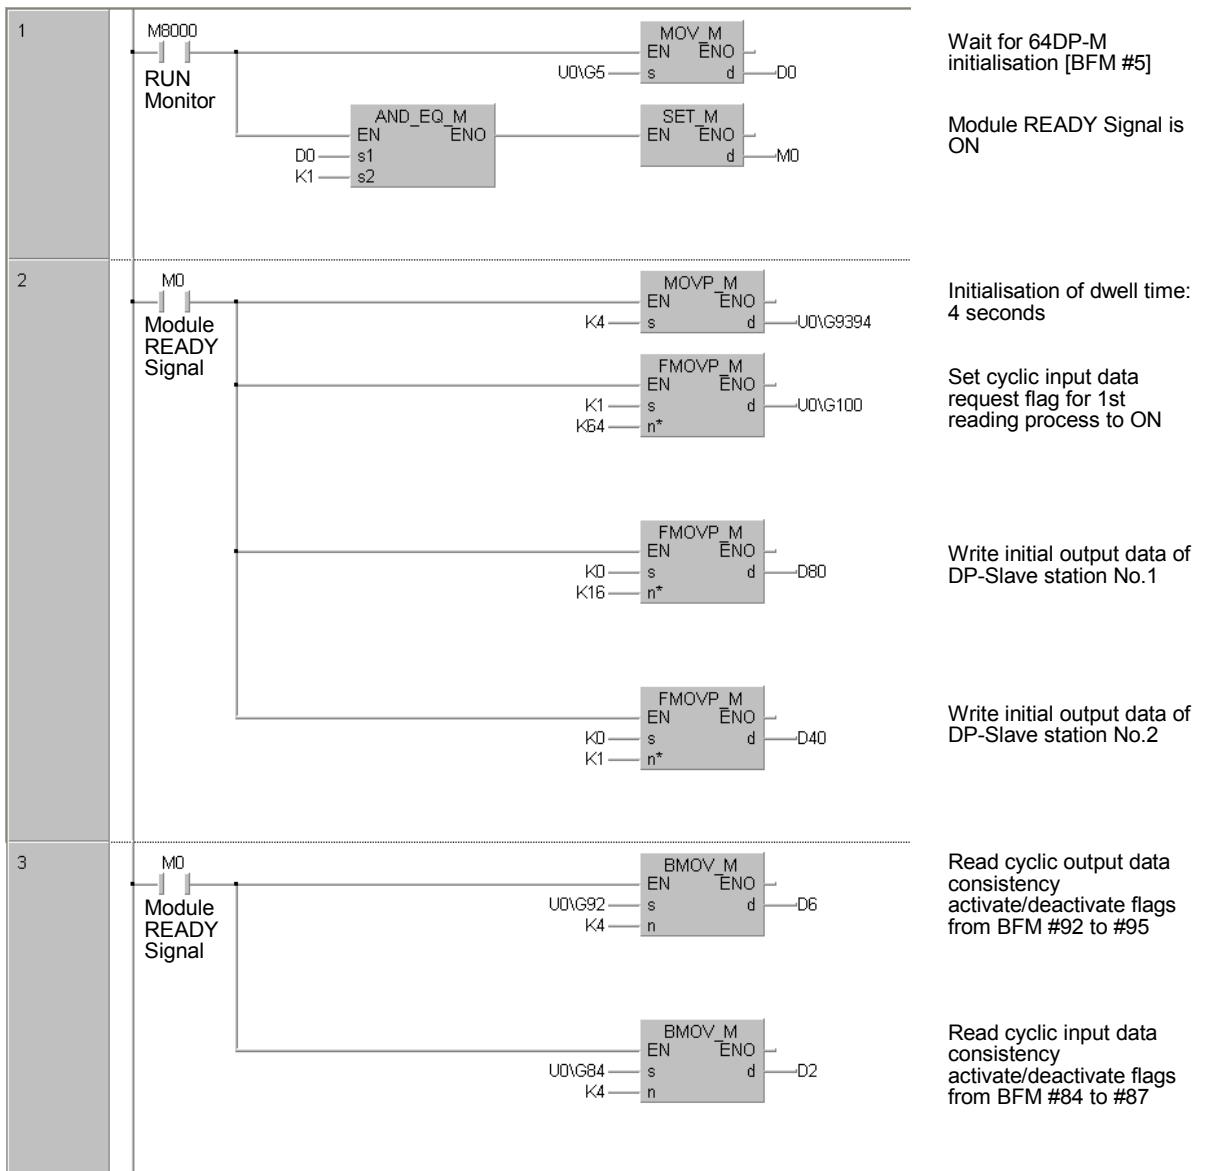 1
M8000
RUN
Monitor
MOV_M
EN ENO
U0\G5 s d D0
Wait for 64DP-M
initialisation [BFM #5]
AND_EQ_M
EN ENO
D0 s1
K1 s2
SET_M
EN ENO
d M0
Module READY Signal is
ON
2
M0
Module
READY
Signal
MOVP_M
EN ENO
K4 s d U0\G9394
Initialisation of dwell time:
4 seconds
FMOVP_M
EN ENO
K1 s d U0\G100
K64 n*
Set cyclic input data
request flag for 1st
reading process to ON
FMOVP_M
EN ENO
K0 s d D80
K16 n*
Write initial output data of
DP-Slave station No.1
FMOVP_M
EN ENO
K0 s d D40
K1 n*
Write initial output data of
DP-Slave station No.2
3
M0
Module
READY
Signal
BMOV_M
EN ENO
U0\G92 s d D6
K4 n
Read cyclic output data
consistency
activate/deactivate flags
from BFM #92 to #95
BMOV_M
EN ENO
U0\G84 s d D2
K4 n
Read cyclic input data
consistency
activate/deactivate flags
from BFM #84 to #87